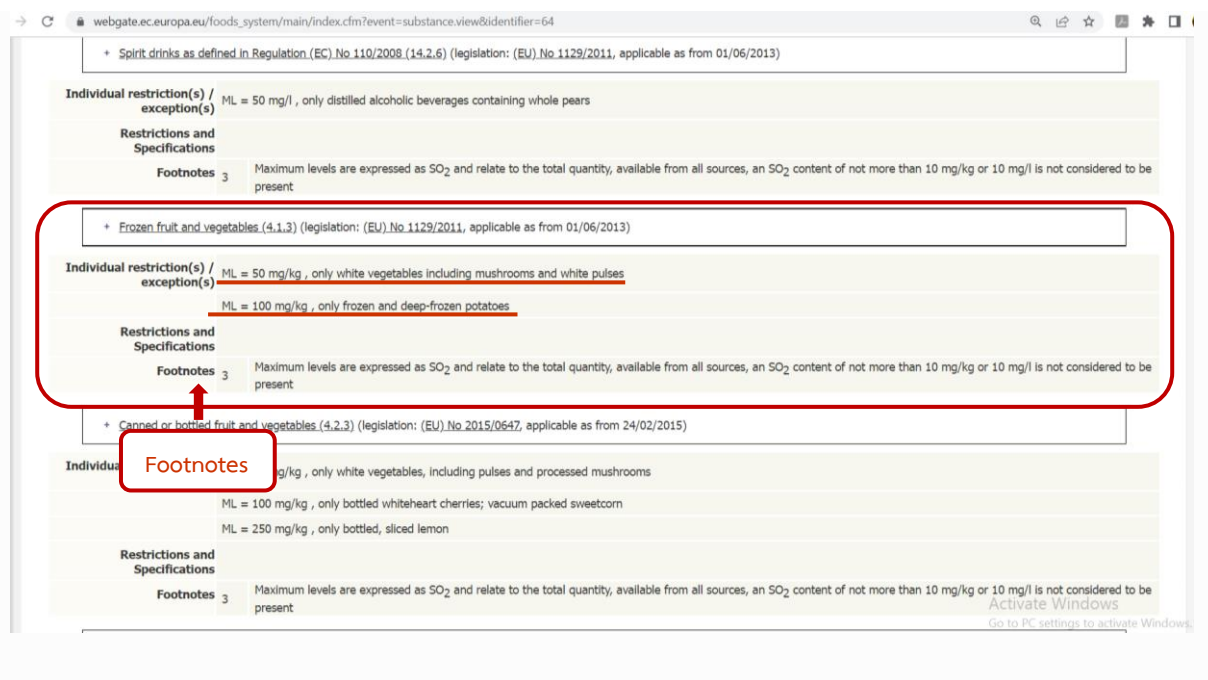 webgate.ec.europa.eu/foods_system/main/index.cfm?event=substance.view&identifier=64
+ Spirit drinks as defined in Regulation (EC) No 110/2008 (14.2.6) (legislation: (EU) No 1129/2011, applicable as from 01/06/2013)
Individual restriction(s) / exception(s) ML = 50 mg/l , only distilled alcoholic beverages containing whole pears
Restrictions and
Specifications
Footnotes 3 Maximum levels are expressed as SO2 and relate to the total quantity, available from all sources, an SO2 content of not more than 10 mg/kg or 10 mg/l is not considered to be
present
+ Frozen fruit and vegetables (4.1.3) (legislation: (EU) No 1129/2011, applicable as from 01/06/2013)
Individual restriction(s) / exception(s) ML = 50 mg/kg , only white vegetables including mushrooms and white pulses
ML = 100 mg/kg , only frozen and deep-frozen potatoes
Restrictions and
Specifications
Footnotes 3 Maximum levels are expressed as SO2 and relate to the total quantity, available from all sources, an SO2 content of not more than 10 mg/kg or 10 mg/l is not considered to be
present
+ Canned or bottled fruit and vegetables (4.2.3) (legislation: (EU) No 2015/0647, applicable as from 24/02/2015)
Footnotes
mg/kg , only white vegetables, including pulses and processed mushrooms
ML = 100 mg/kg , only bottled whiteheart cherries; vacuum packed sweetcorn
ML = 250 mg/kg , only bottled, sliced lemon
Restrictions and
Specifications
Footnotes 3 Maximum levels are expressed as SO2 and relate to the total quantity, available from all sources, an SO2 content of not more than 10 mg/kg or 10 mg/l is not considered to be
present
Activate Windows
Go to PC settings to activate Windows.